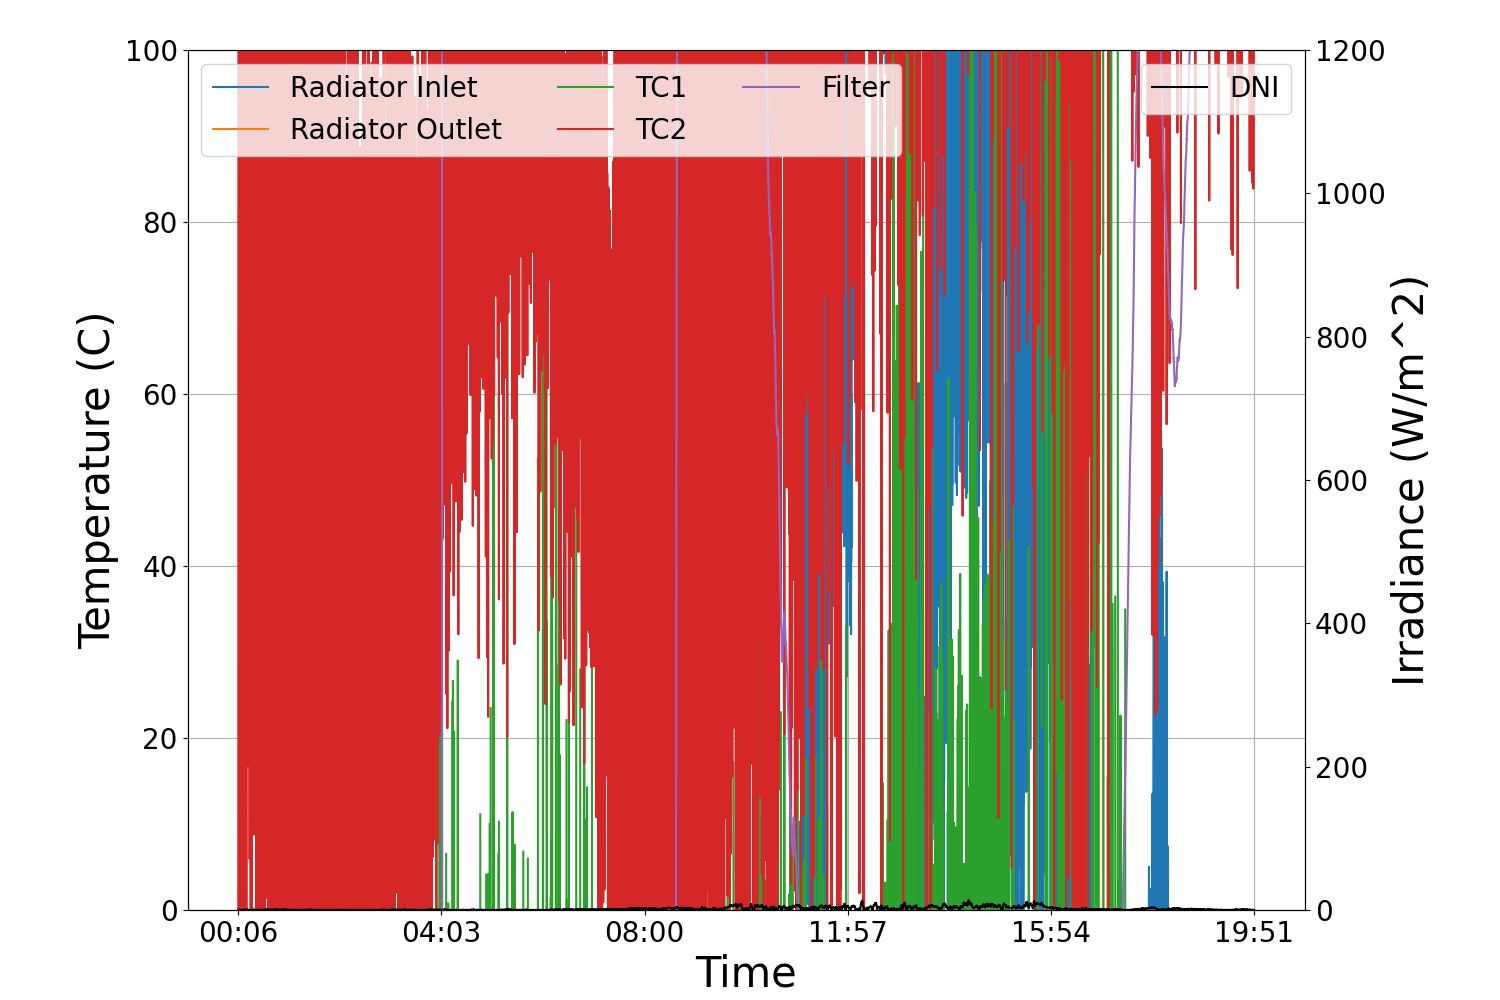 100
80
60
40
20
0
Temperature (C)
Radiator Inlet
Radiator Outlet
TC1
TC2
Filter
DNI
1200
1000
800
600
400
200
0
Irradiance (W/m^2)
00:06
04:03
08:00
11:57
15:54
19:51
Time